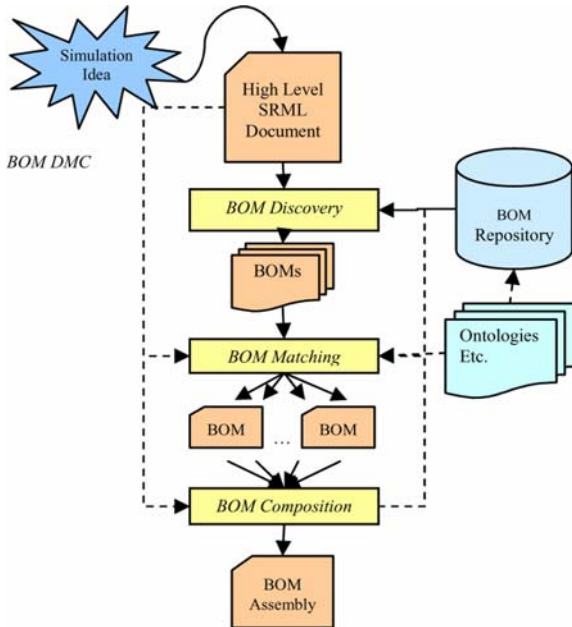 Simulation
Idea
High Level
SRML
Document
BOM DMC
BOM Discovery
BOM
Repository
BOMs
Ontologies
Etc.
BOM Matching
BOM
...
BOM
BOM Composition
BOM
Assembly